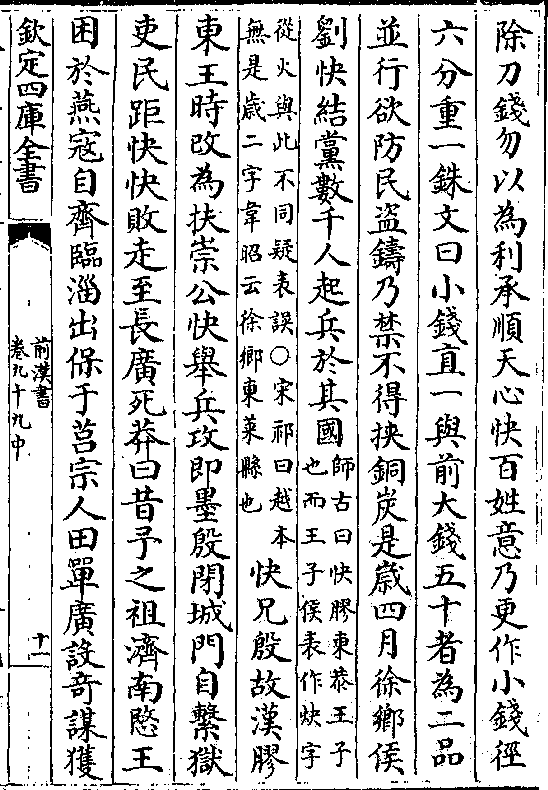 除刀錢勿以為利承順天心快百姓意乃更作小錢徑
六分重一銖文曰小錢直一與前大錢五十者為二品
並行欲防民盗鑄乃禁不得挾銅炭是歳四月徐鄉侯
劉快結黨數千人起兵於其國師古曰快膠東恭王子
也而王子侯表作炔字
從火與此不同疑表誤○宋祁曰越本
無是歳二字韋昭云徐鄉東萊縣也快兄殷故漢膠
東王時改為扶崇公快舉兵攻即墨殷閉城門自繫獄
吏民距快快敗走至長廣死莽曰昔予之祖濟南愍王
困於燕寇自齊臨淄出保于莒宗人田單廣設奇謀獲
欽定四庫全書
前漢書
卷九十九中
十一